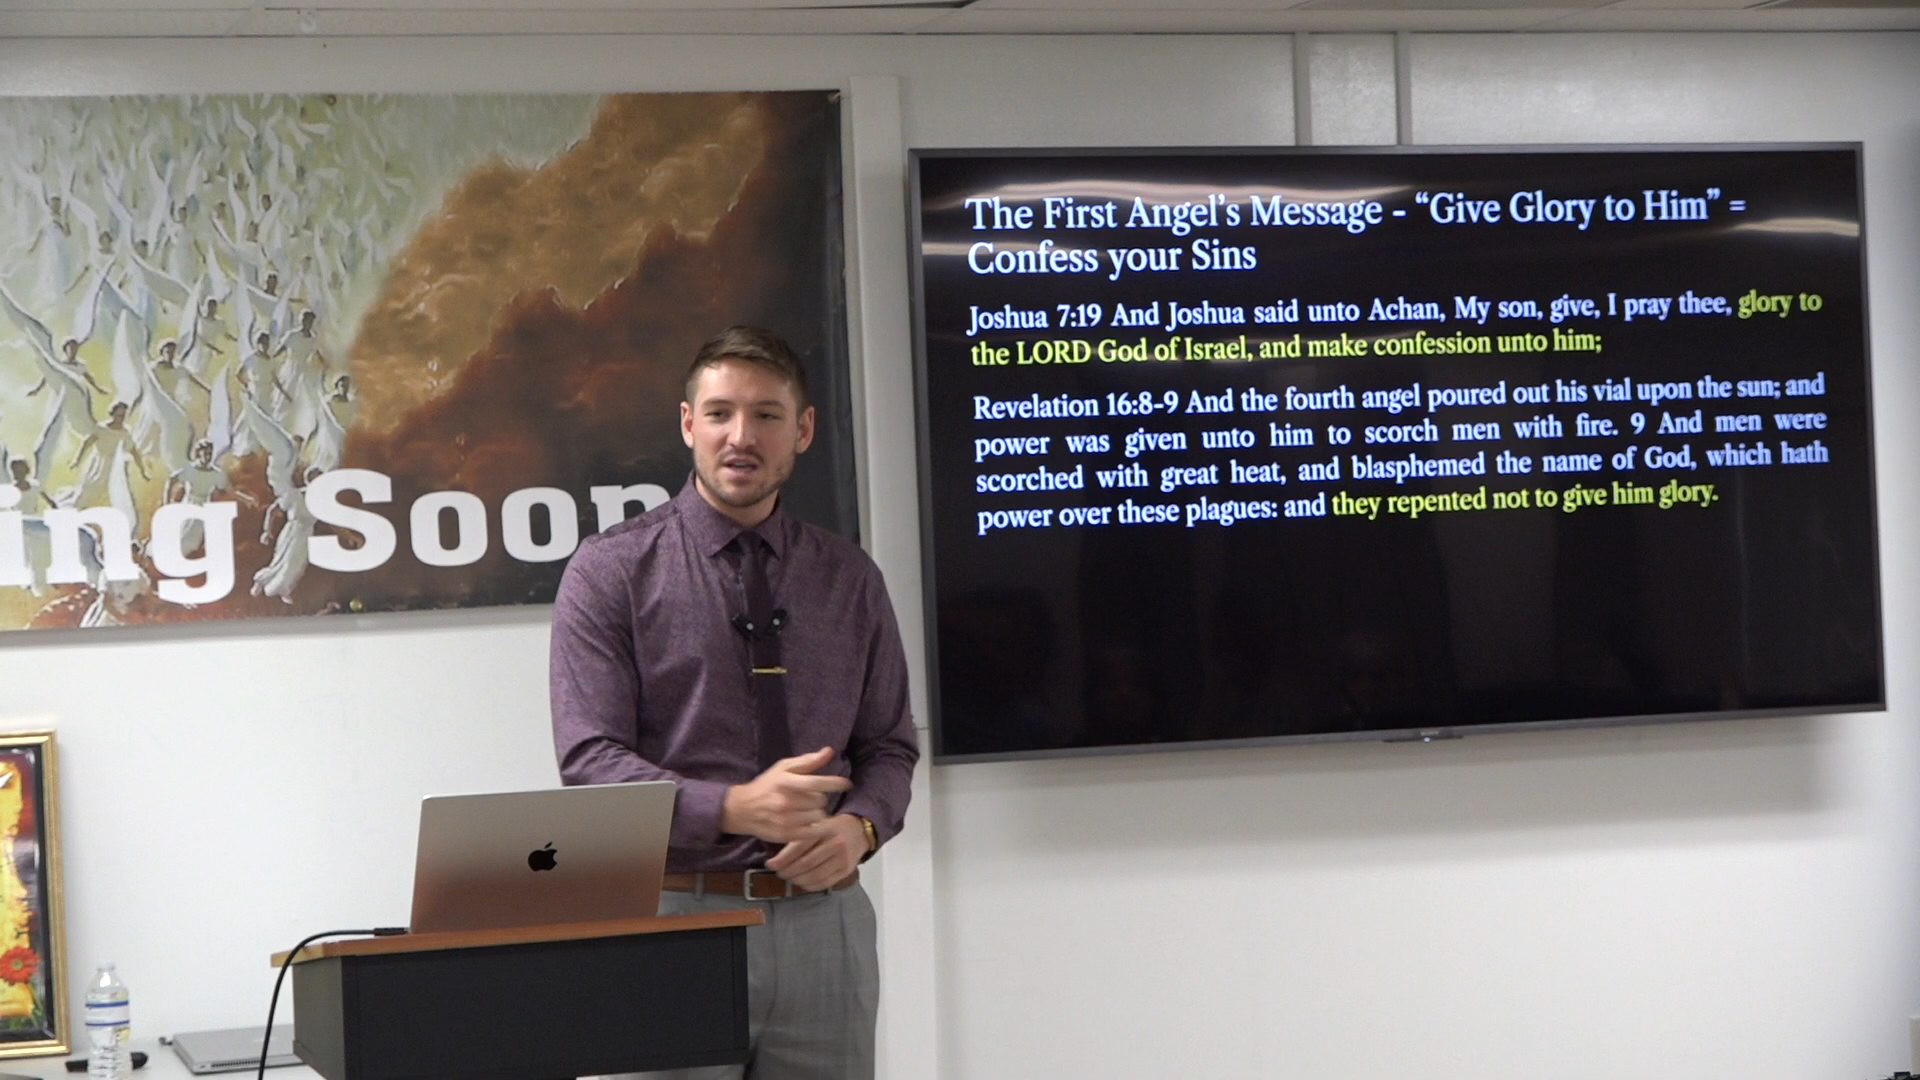 ing Soon
The First Angel's Message - “Give Glory to Him” =
Confess your Sins
Joshua 7:19 And Joshua said unto Achan, My son, give, I pray thee, glory to
the LORD God of Israel, and make confession unto him;
Revelation 16:8-9 And the fourth angel poured out his vial upon the sun; and
power was given unto him to scorch men with fire. 9 And men were
scorched with great heat, and blasphemed the name of God, which hath
power over these plagues: and they repented not to give him glory.